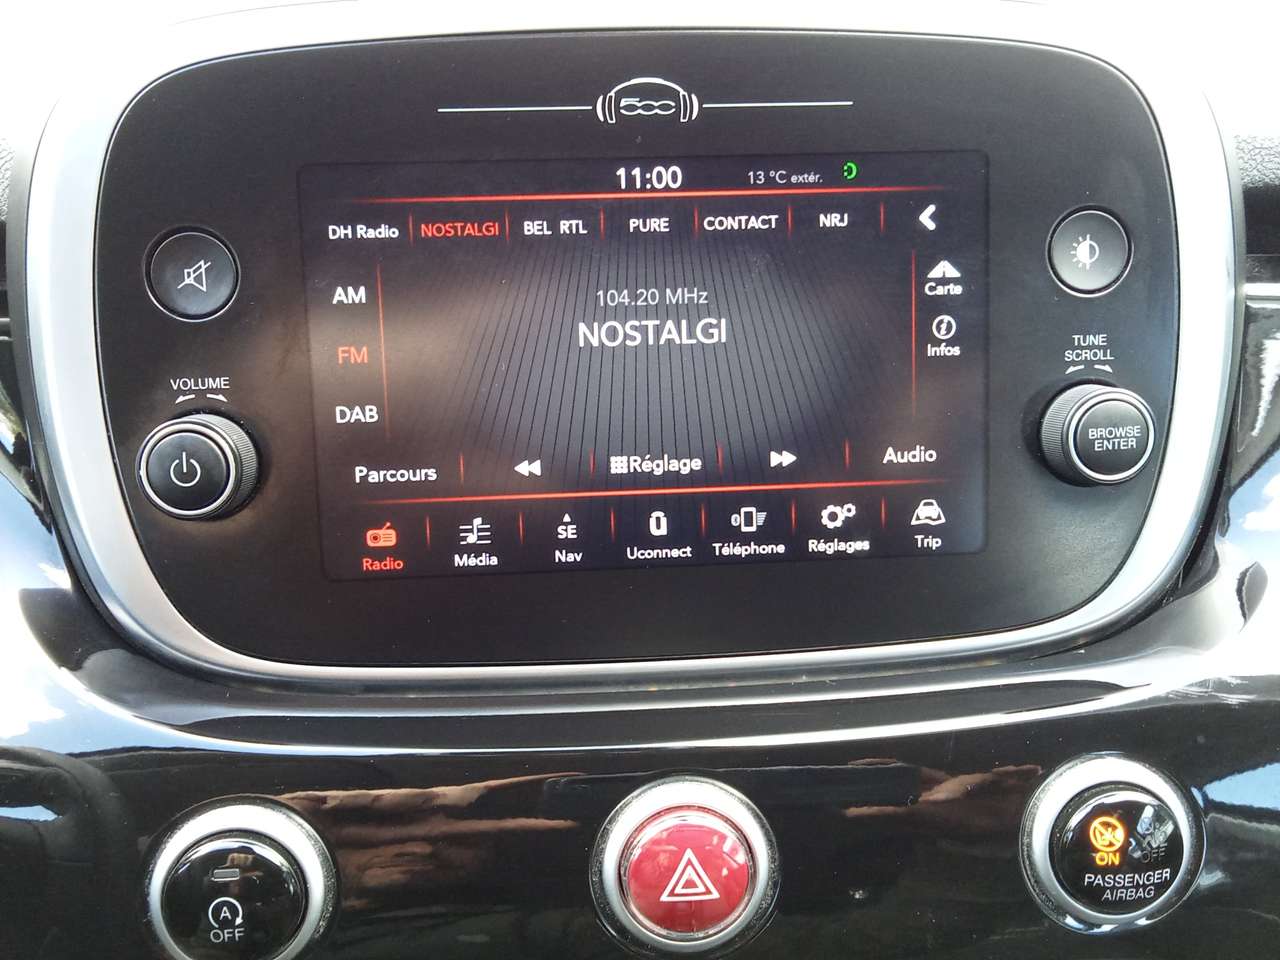 500
11:00 13 °C extér.
DH Radio NOSTALGI BEL RTL PURE CONTACT NRJ
AM
FM
DAB
104.20 MHz
NOSTALGI
Carte
Infos
Parcours Réglage Audio
Radio Média SE Nav Uconnect Téléphone Réglages Trip
VOLUME
TUNE
SCROLL
BROWSE
ENTER
A
OFF
ON OFF
PASSENGER
AIRBAG